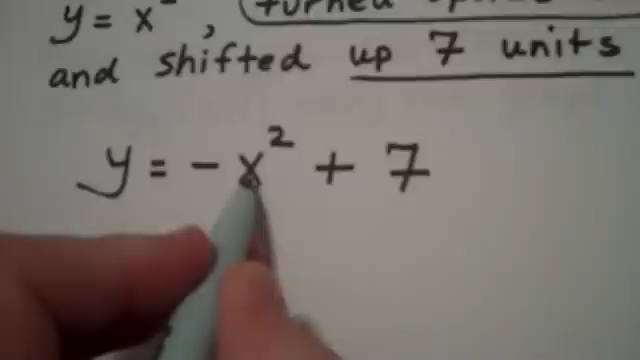 y = x² , turned
and shifted up 7 units
y = - x² + 7